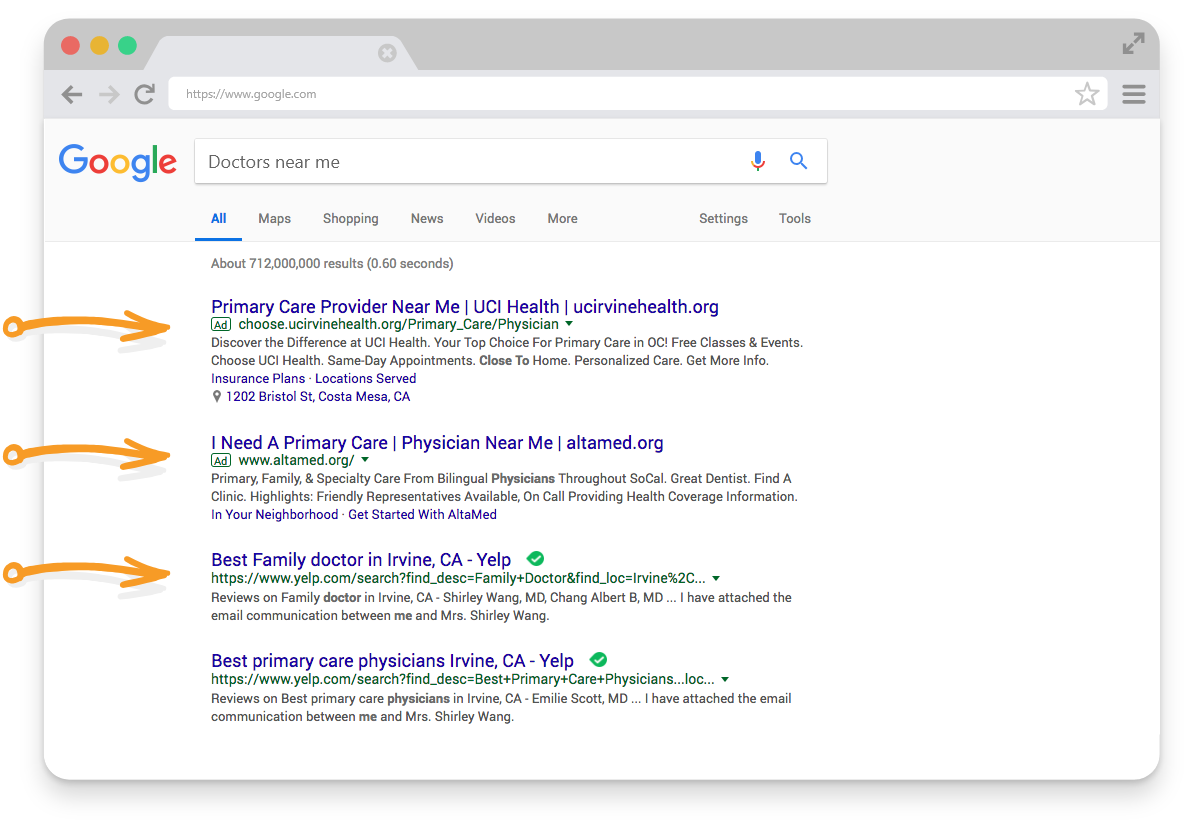 https://www.google.com
Google
Doctors near me
All Maps Shopping News Videos More Settings Tools
About 712,000,000 results (0.60 seconds)
Primary Care Provider Near Me | UCI Health | ucirvinehealth.org
Ad choose.ucirvinehealth.org/Primary_Care/Physician
Discover the Difference at UCI Health. Your Top Choice For Primary Care in OC! Free Classes & Events.
Choose UCI Health. Same-Day Appointments. Close To Home. Personalized Care. Get More Info.
Insurance Plans · Locations Served
1202 Bristol St, Costa Mesa, CA
I Need A Primary Care | Physician Near Me | altamed.org
Ad www.altamed.org/
Primary, Family, & Specialty Care From Bilingual Physicians Throughout SoCal. Great Dentist. Find A
Clinic. Highlights: Friendly Representatives Available, On Call Providing Health Coverage Information.
In Your Neighborhood · Get Started With AltaMed
Best Family doctor in Irvine, CA - Yelp
https://www.yelp.com/search?find_desc=Family+Doctor&find_loc=Irvine%2C...
Reviews on Family doctor in Irvine, CA - Shirley Wang, MD, Chang Albert B, MD ... I have attached the
email communication between me and Mrs. Shirley Wang.
Best primary care physicians Irvine, CA - Yelp
https://www.yelp.com/search?find_desc=Best+Primary+Care+Physicians...loc...
Reviews on Best primary care physicians in Irvine, CA - Emilie Scott, MD ... I have attached the email
communication between me and Mrs. Shirley Wang.